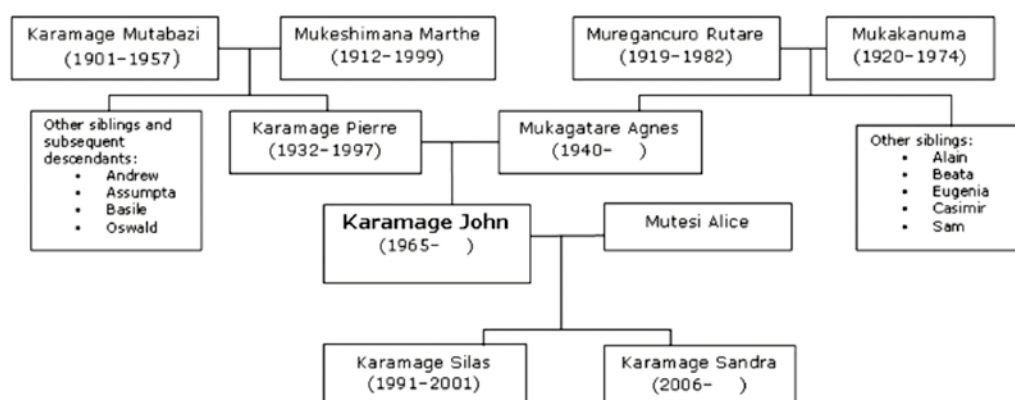 Karamage Mutabazi
(1901-1957)
Mukeshimana Marthe
(1912-1999)
Muregancuro Rutare
(1919-1982)
Mukakanuma
(1920-1974)
Other siblings and
subsequent
descendants:
• Andrew
• Assumpta
• Basile
• Oswald
Karamage Pierre
(1932-1997)
Mukagatare Agnes
(1940- )
Other siblings:
• Alain
• Beata
• Eugenia
• Casimir
• Sam
Karamage John
(1965- )
Mutesi Alice
Karamage Silas
(1991-2001)
Karamage Sandra
(2006- )